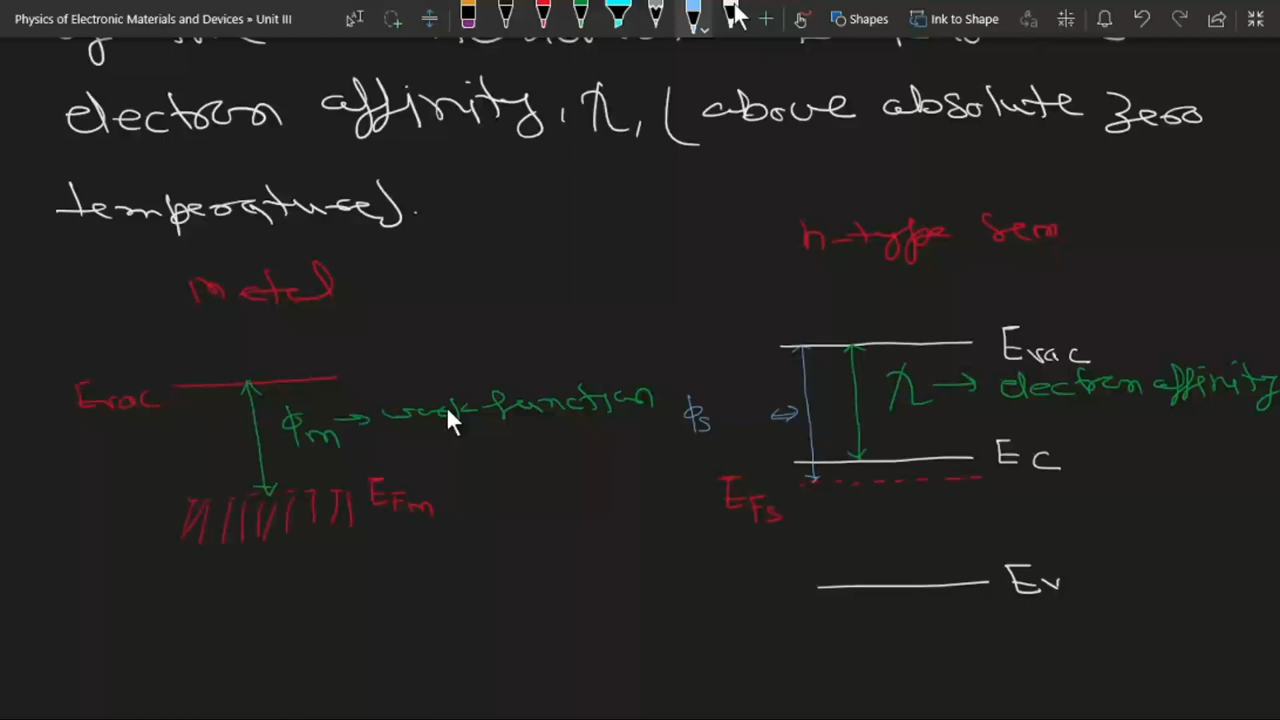 Physics of Electronic Materials and Devices » Unit III
Shapes
Ink to Shape
electron affinity, χ, (above absolute zero
temperatures).
n-type sem
metal
Evac
Evac
χ → electron affinity
ϕm → work function
ϕs
EC
EFm
EFs
Ev